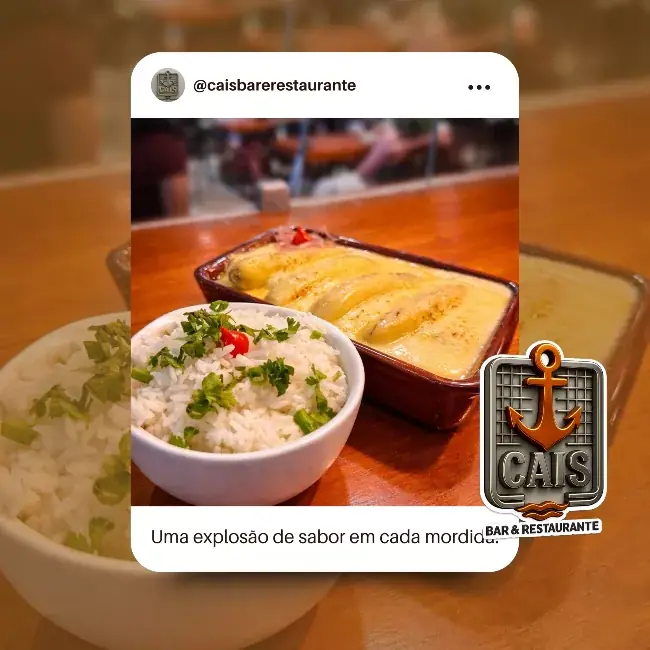 @caisbarerestaurante
Uma explosão de sabor em cada mordida.
CAIS
BAR & RESTAURANTE